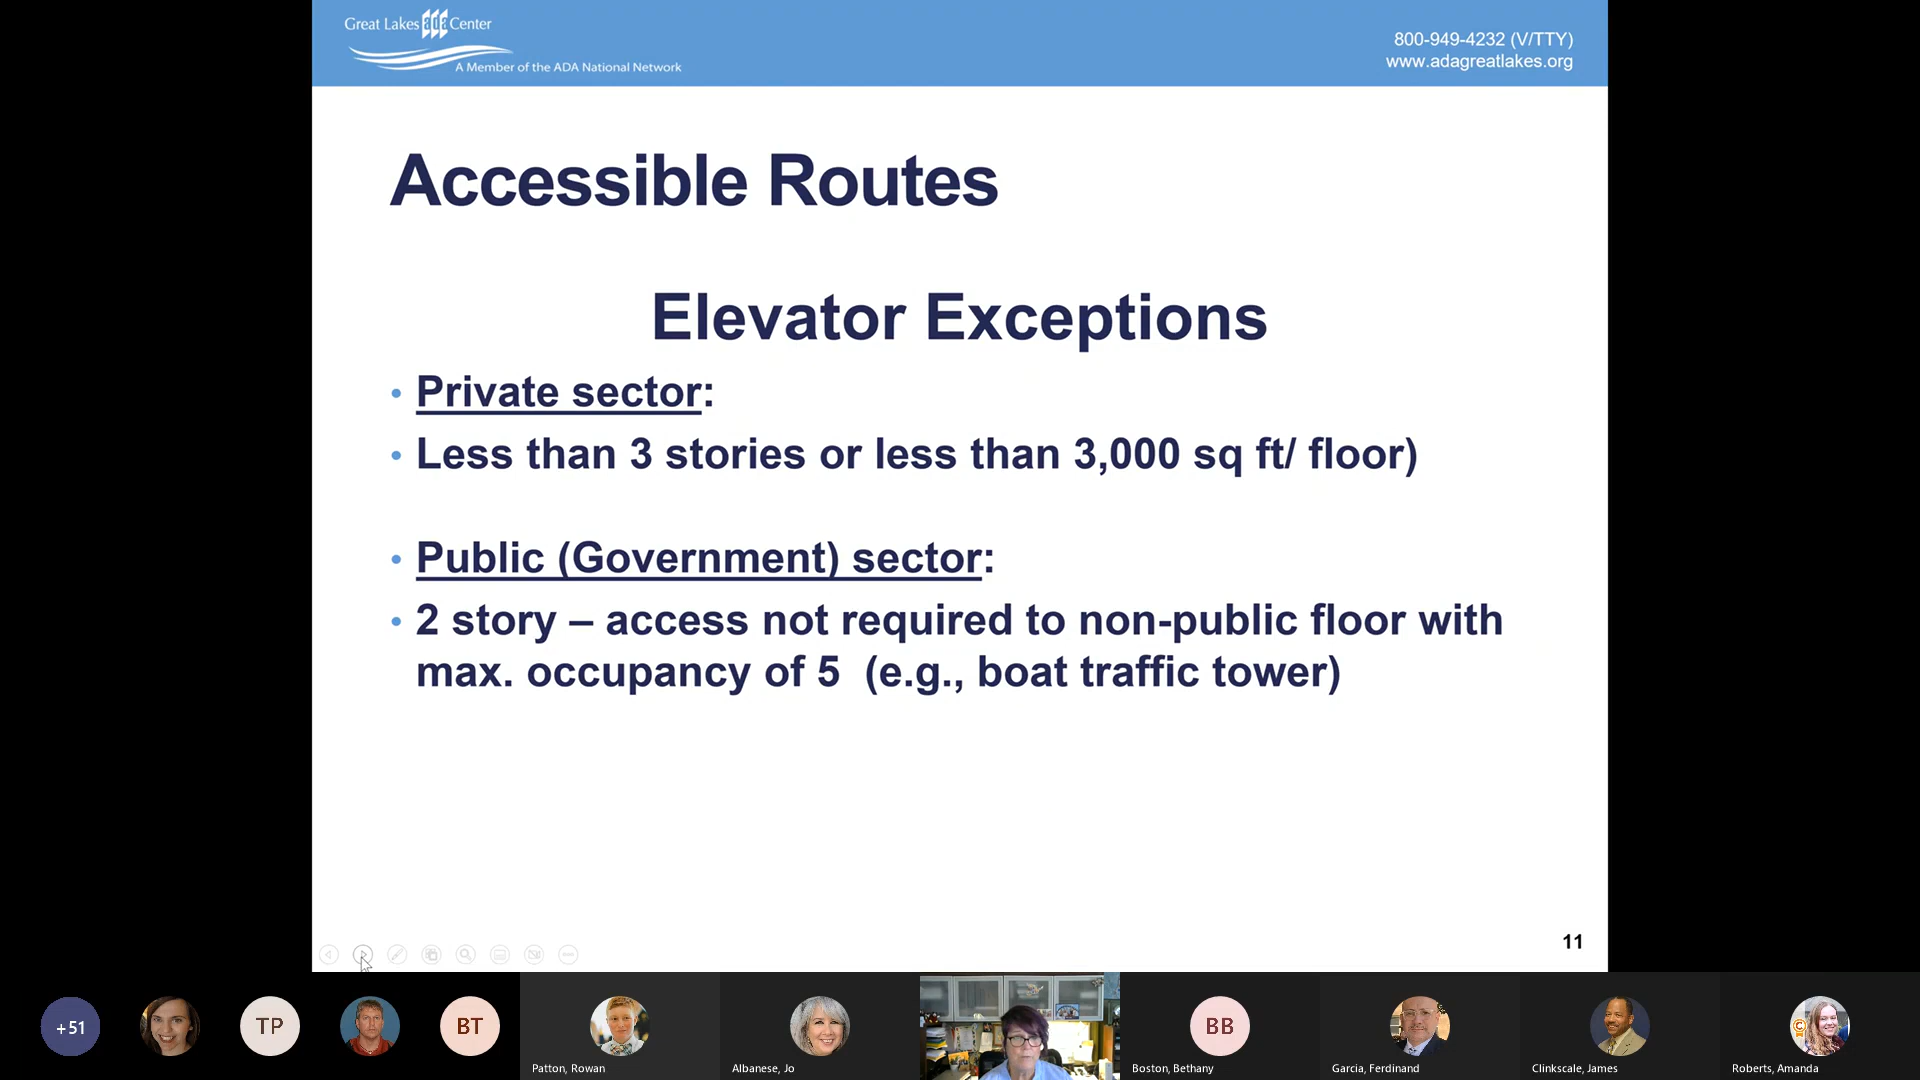 Great Lakes ada Center
A Member of the ADA National Network
800-949-4232 (V/TTY)
www.adagreatlakes.org
Accessible Routes
Elevator Exceptions
• Private sector:
• Less than 3 stories or less than 3,000 sq ft/ floor)
• Public (Government) sector:
• 2 story – access not required to non-public floor with
max. occupancy of 5  (e.g., boat traffic tower)
11
+51
TP
BT
Patton, Rowan
Albanese, Jo
BB
Boston, Bethany
Garcia, Ferdinand
Clinkscale, James
Roberts, Amanda